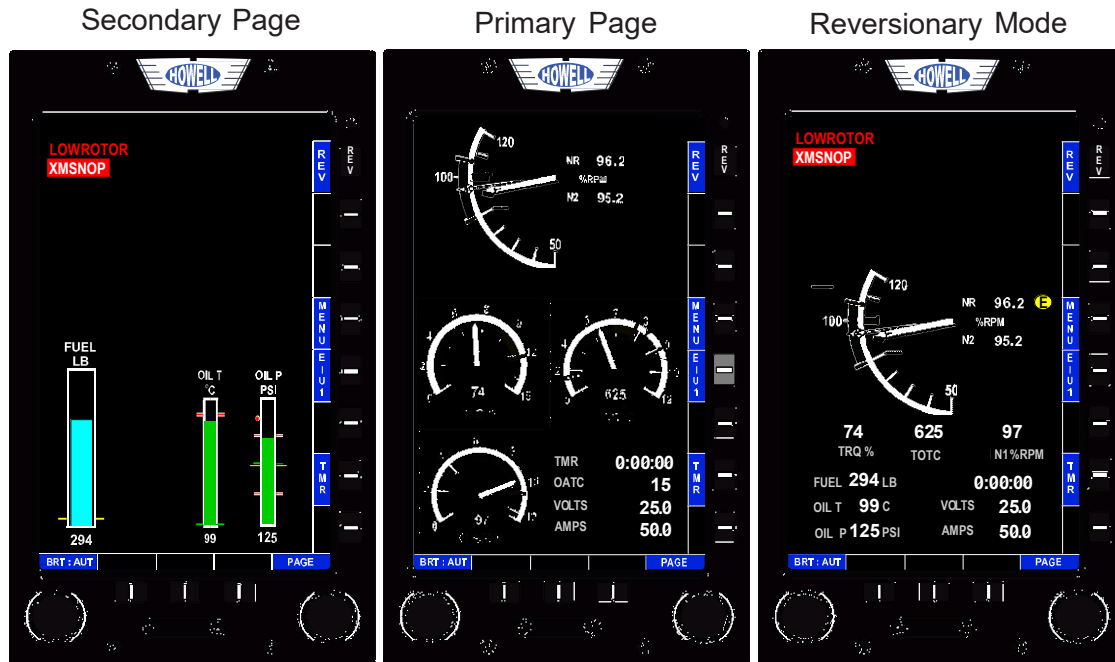 Secondary Page
Primary Page
Reversionary Mode
HOWELL
LOWROTOR
XMSNOP
REV
REV
MENU
EIU1
TMR
FUEL
LB
OIL T
°C
OIL P
PSI
294
99
125
BRT : AUT
PAGE
HOWELL
120
100
50
NR 96.2
%RPM
N2 95.2
REV
REV
MENU
EIU1
TMR
74
625
97
TMR 0:00:00
OATC 15
VOLTS 25.0
AMPS 50.0
BRT : AUT
PAGE
HOWELL
LOWROTOR
XMSNOP
REV
REV
MENU
EIU1
TMR
120
100
50
NR 96.2 E
%RPM
N2 95.2
74 625 97
TRQ % TOTC N1%RPM
FUEL 294 LB 0:00:00
OIL T 99 C VOLTS 25.0
OIL P 125 PSI AMPS 50.0
BRT : AUT
PAGE